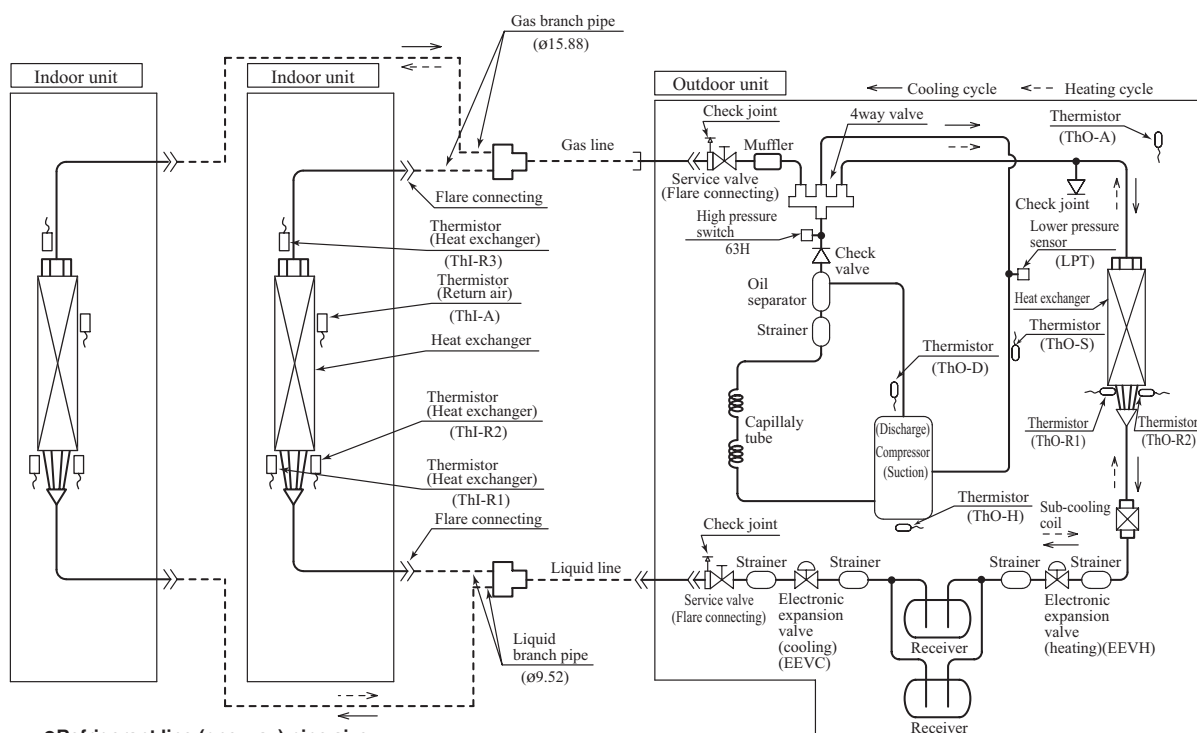 Gas branch pipe
(ø15.88)
Indoor unit
Indoor unit
Outdoor unit
Cooling cycle
Heating cycle
Check joint
4way valve
Thermistor
(ThO-A)
Muffler
Gas line
Service valve
(Flare connecting)
Check joint
Flare connecting
Thermistor
(Heat exchanger)
(ThI-R3)
High pressure
switch
63H
Check
valve
Lower pressure
sensor
(LPT)
Thermistor
(Return air)
(ThI-A)
Oil
separator
Heat exchanger
Strainer
Thermistor
(ThO-S)
Heat exchanger
Thermistor
(ThO-D)
Thermistor
(Heat exchanger)
(ThI-R2)
Capillaly
tube
(Discharge)
Compressor
(Suction)
Thermistor
(ThO-R1)
Thermistor
(ThO-R2)
Thermistor
(Heat exchanger)
(ThI-R1)
Thermistor
(ThO-H)
Sub-cooling
coil
Flare connecting
Check joint
Liquid line
Strainer
Strainer
Strainer
Strainer
Service valve
(Flare connecting)
Electronic
expansion
valve
(cooling)
(EEVC)
Receiver
Electronic
expansion
valve
(heating)(EEVH)
Liquid
branch pipe
(ø9.52)
Receiver